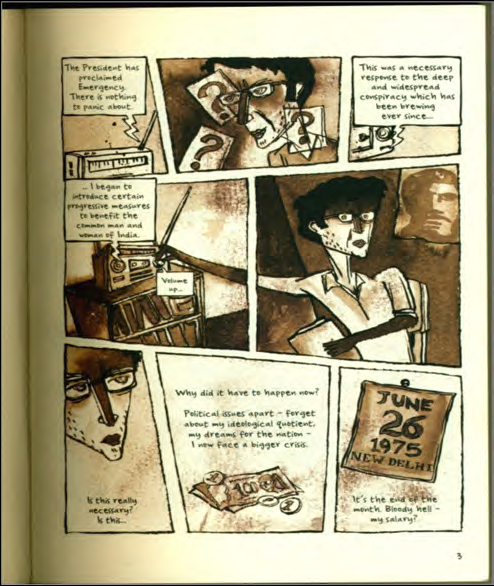 The President has
proclaimed
Emergency.
There is nothing
to panic about.
?
?
?
This was a necessary
response to the deep
and widespread
conspiracy which has
been brewing
ever since...
... I began to
introduce certain
progressive measures
to benefit the
common man and
woman of India.
Volume
up...
Is this really
necessary?
Is this...
Why did it have to happen now?
Political issues apart – forget
about my ideological quotient,
my dreams for the nation –
I now face a bigger crisis.
100
JUNE
26
1975
NEW DELHI
It's the end of the
month. Bloody hell –
my salary?
3